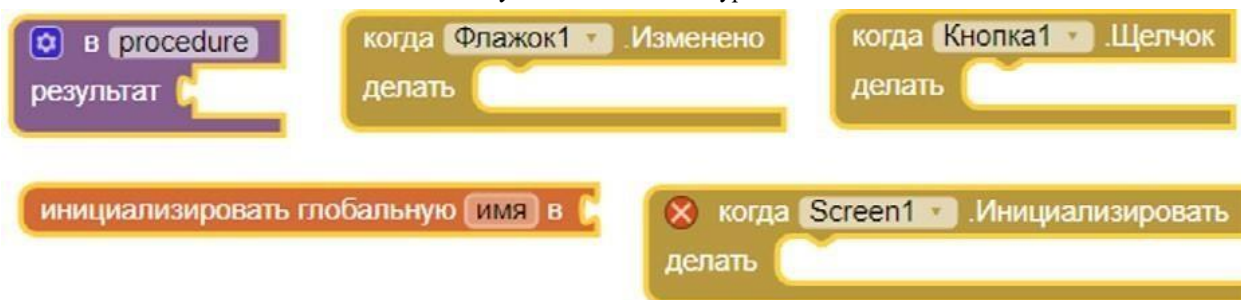 в procedure
результат
когда Флажок1 .Изменено
делать
когда Кнопка1 .Щелчок
делать
инициализировать глобальную имя в
когда Screen1 .Инициализировать
делать